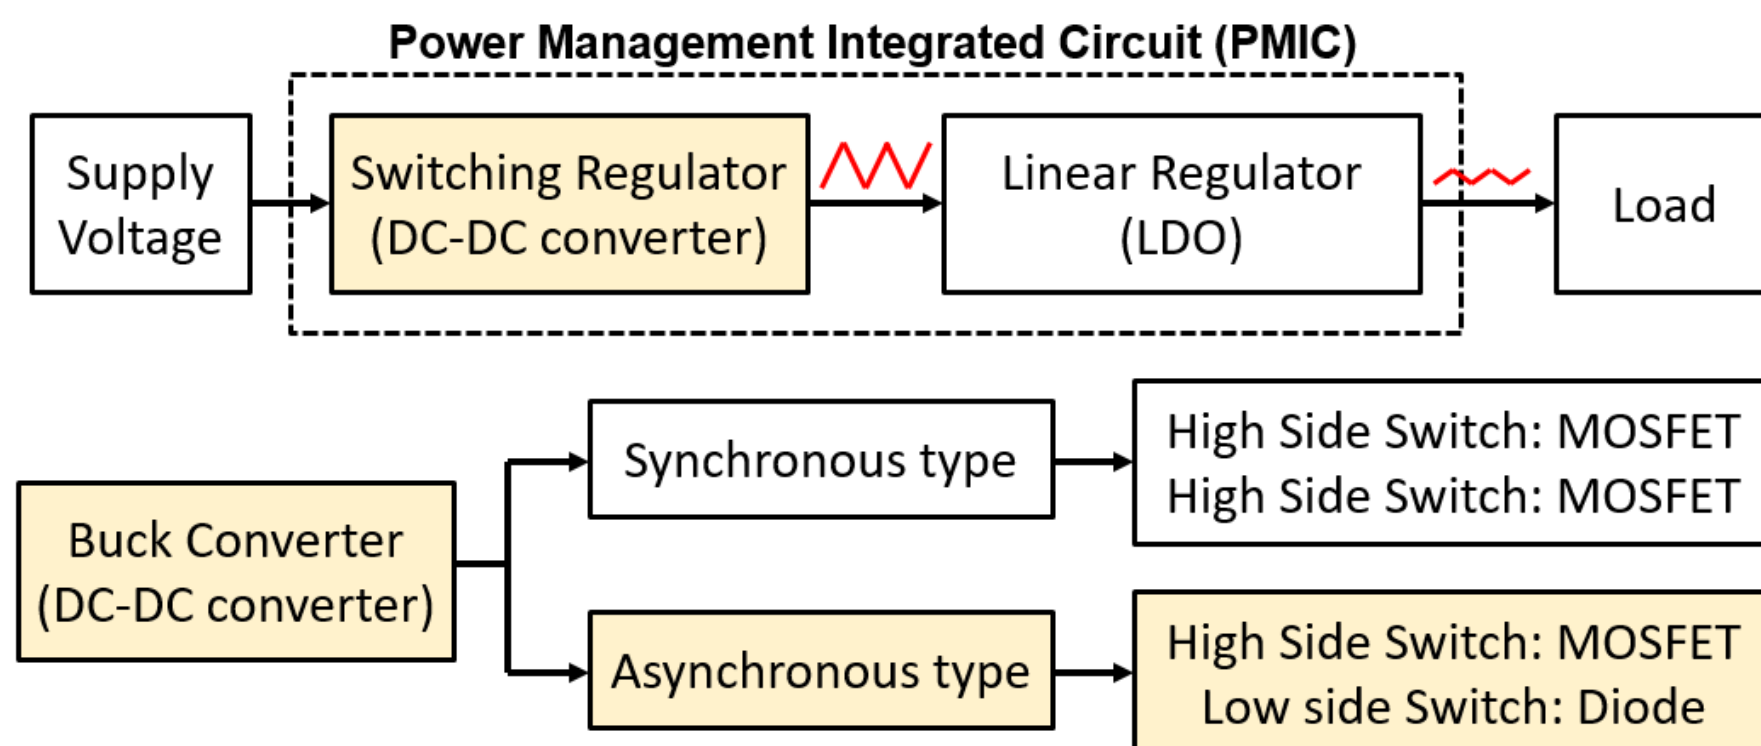 Power Management Integrated Circuit (PMIC)
Supply
Voltage
Switching Regulator
(DC-DC converter)
Linear Regulator
(LDO)
Load
Buck Converter
(DC-DC converter)
Synchronous type
High Side Switch: MOSFET
High Side Switch: MOSFET
Asynchronous type
High Side Switch: MOSFET
Low side Switch: Diode